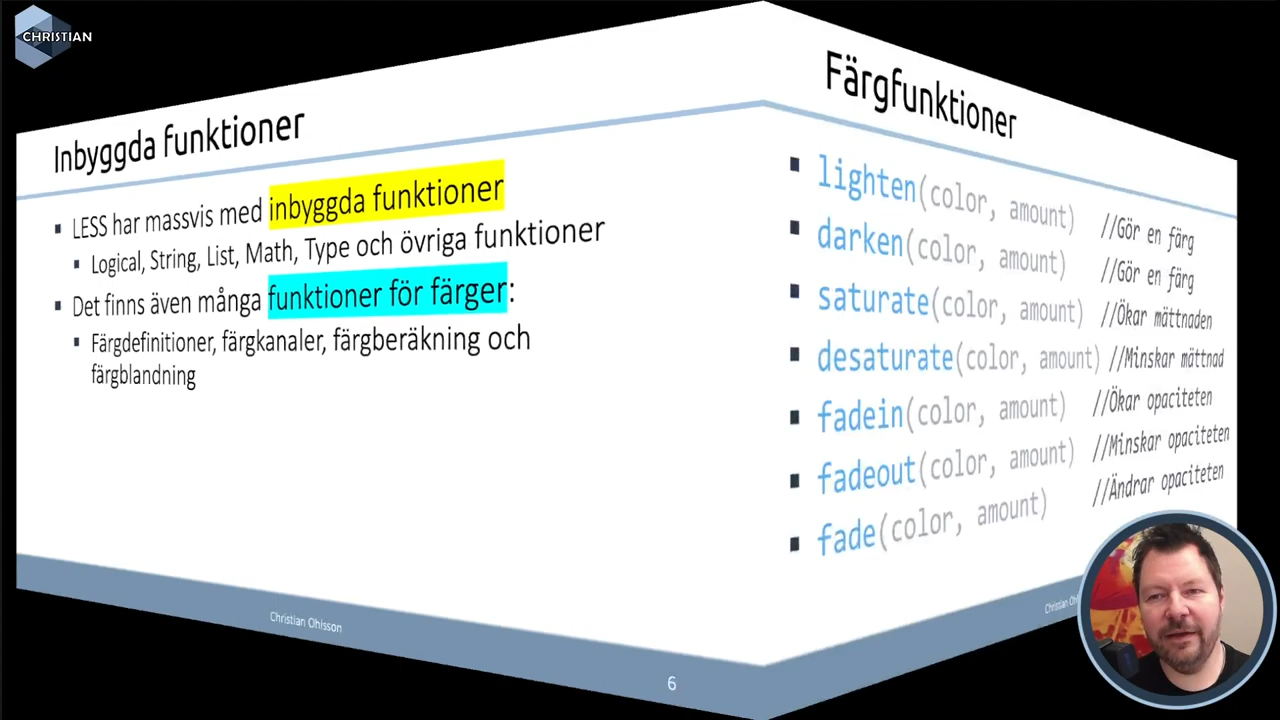 CHRISTIAN
Inbyggda funktioner
LESS har massvis med inbyggda funktioner
Logical, String, List, Math, Type och övriga funktioner
Det finns även många funktioner för färger:
Färgdefinitioner, färgkanaler, färgberäkning och
färgblandning
Christian Ohlsson
6
Färgfunktioner
lighten(color, amount) //Gör en färg
darken(color, amount) //Gör en färg
saturate(color, amount) //Ökar mättnaden
desaturate(color, amount) //Minskar mättnad
fadein(color, amount) //Ökar opaciteten
fadeout(color, amount) //Minskar opaciteten
fade(color, amount) //Ändrar opaciteten
Christian